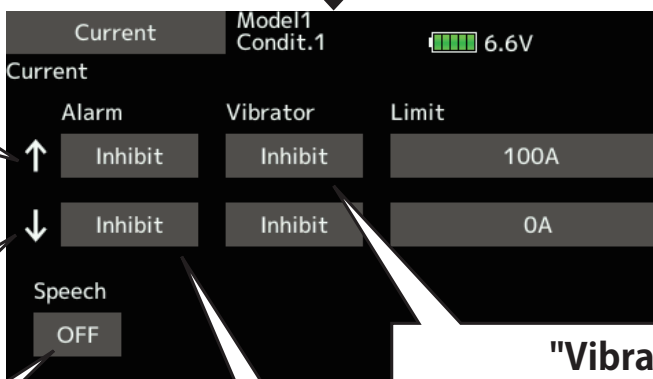 Current
Model1
Condit.1
6.6V
Current
Alarm Vibrator Limit
↑ Inhibit Inhibit 100A
↓ Inhibit Inhibit 0A
Speech
OFF
"Vibra